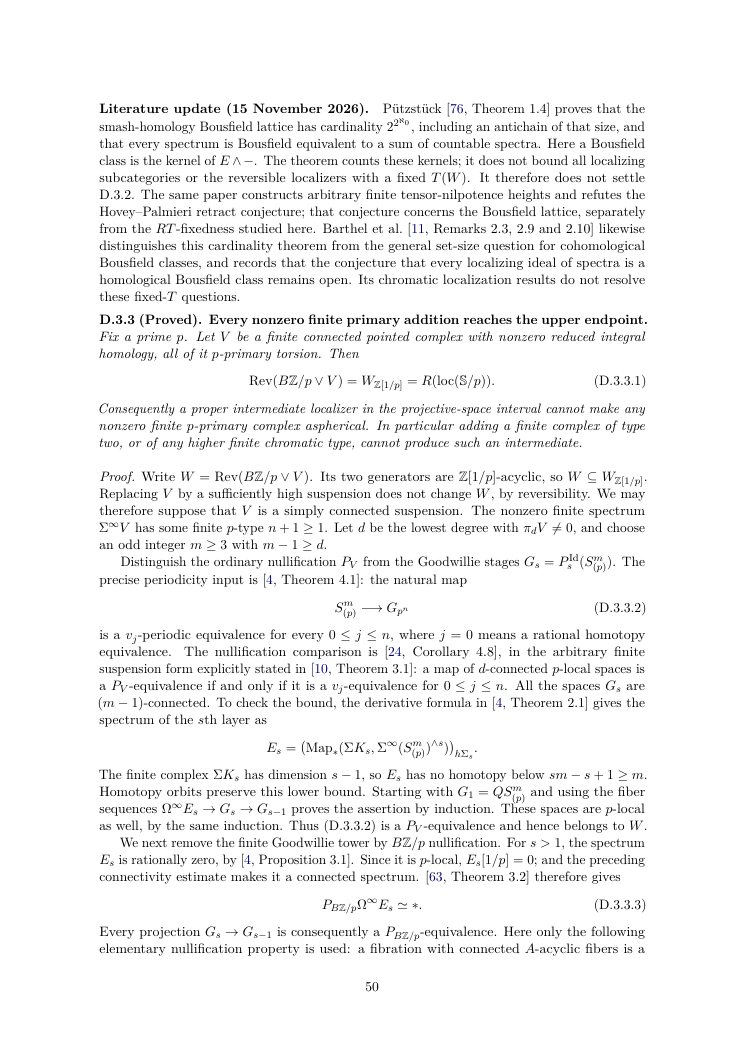 Literature update (15 November 2026). Pützstück [76, Theorem 1.4] proves that the
smash-homology Bousfield lattice has cardinality 2^{2^{ℵ_0}}, including an antichain of that size, and
that every spectrum is Bousfield equivalent to a sum of countable spectra. Here a Bousfield
class is the kernel of E ∧ −. The theorem counts these kernels; it does not bound all localizing
subcategories or the reversible localizers with a fixed T(W). It therefore does not settle
D.3.2. The same paper constructs arbitrary finite tensor-nilpotence heights and refutes the
Hovey–Palmieri retract conjecture; that conjecture concerns the Bousfield lattice, separately
from the RT-fixedness studied here. Barthel et al. [11, Remarks 2.3, 2.9 and 2.10] likewise
distinguishes this cardinality theorem from the general set-size question for cohomological
Bousfield classes, and records that the conjecture that every localizing ideal of spectra is a
homological Bousfield class remains open. Its chromatic localization results do not resolve
these fixed-T questions.
D.3.3 (Proved). Every nonzero finite primary addition reaches the upper endpoint.
Fix a prime p. Let V be a finite connected pointed complex with nonzero reduced integral
homology, all of it p-primary torsion. Then
Rev(Bℤ/p ∨ V) = W_{ℤ[1/p]} = R(loc(𝕊/p)). (D.3.3.1)
Consequently a proper intermediate localizer in the projective-space interval cannot make any
nonzero finite p-primary complex aspherical. In particular adding a finite complex of type
two, or of any higher finite chromatic type, cannot produce such an intermediate.
Proof. Write W = Rev(Bℤ/p ∨ V). Its two generators are ℤ[1/p]-acyclic, so W ⊆ W_{ℤ[1/p]}.
Replacing V by a sufficiently high suspension does not change W, by reversibility. We may
therefore suppose that V is a simply connected suspension. The nonzero finite spectrum
Σ^∞V has some finite p-type n + 1 ≥ 1. Let d be the lowest degree with π_dV ≠ 0, and choose
an odd integer m ≥ 3 with m − 1 ≥ d.
Distinguish the ordinary nullification P_V from the Goodwillie stages G_s = P_s^{Id}(S^m_{(p)}). The
precise periodicity input is [4, Theorem 4.1]: the natural map
S^m_{(p)} ⟶ G_{p^n} (D.3.3.2)
is a v_j-periodic equivalence for every 0 ≤ j ≤ n, where j = 0 means a rational homotopy
equivalence. The nullification comparison is [24, Corollary 4.8], in the arbitrary finite
suspension form explicitly stated in [10, Theorem 3.1]: a map of d-connected p-local spaces is
a P_V-equivalence if and only if it is a v_j-equivalence for 0 ≤ j ≤ n. All the spaces G_s are
(m − 1)-connected. To check the bound, the derivative formula in [4, Theorem 2.1] gives the
spectrum of the sth layer as
E_s = (Map_*(ΣK_s, Σ^∞(S^m_{(p)})^{∧s}))_{hΣ_s}.
The finite complex ΣK_s has dimension s − 1, so E_s has no homotopy below sm − s + 1 ≥ m.
Homotopy orbits preserve this lower bound. Starting with G_1 = QS^m_{(p)} and using the fiber
sequences Ω^∞E_s → G_s → G_{s−1} proves the assertion by induction. These spaces are p-local
as well, by the same induction. Thus (D.3.3.2) is a P_V-equivalence and hence belongs to W.
We next remove the finite Goodwillie tower by Bℤ/p nullification. For s > 1, the spectrum
E_s is rationally zero, by [4, Proposition 3.1]. Since it is p-local, E_s[1/p] = 0; and the preceding
connectivity estimate makes it a connected spectrum. [63, Theorem 3.2] therefore gives
P_{Bℤ/p}Ω^∞E_s ≃ *. (D.3.3.3)
Every projection G_s → G_{s−1} is consequently a P_{Bℤ/p}-equivalence. Here only the following
elementary nullification property is used: a fibration with connected A-acyclic fibers is a
50